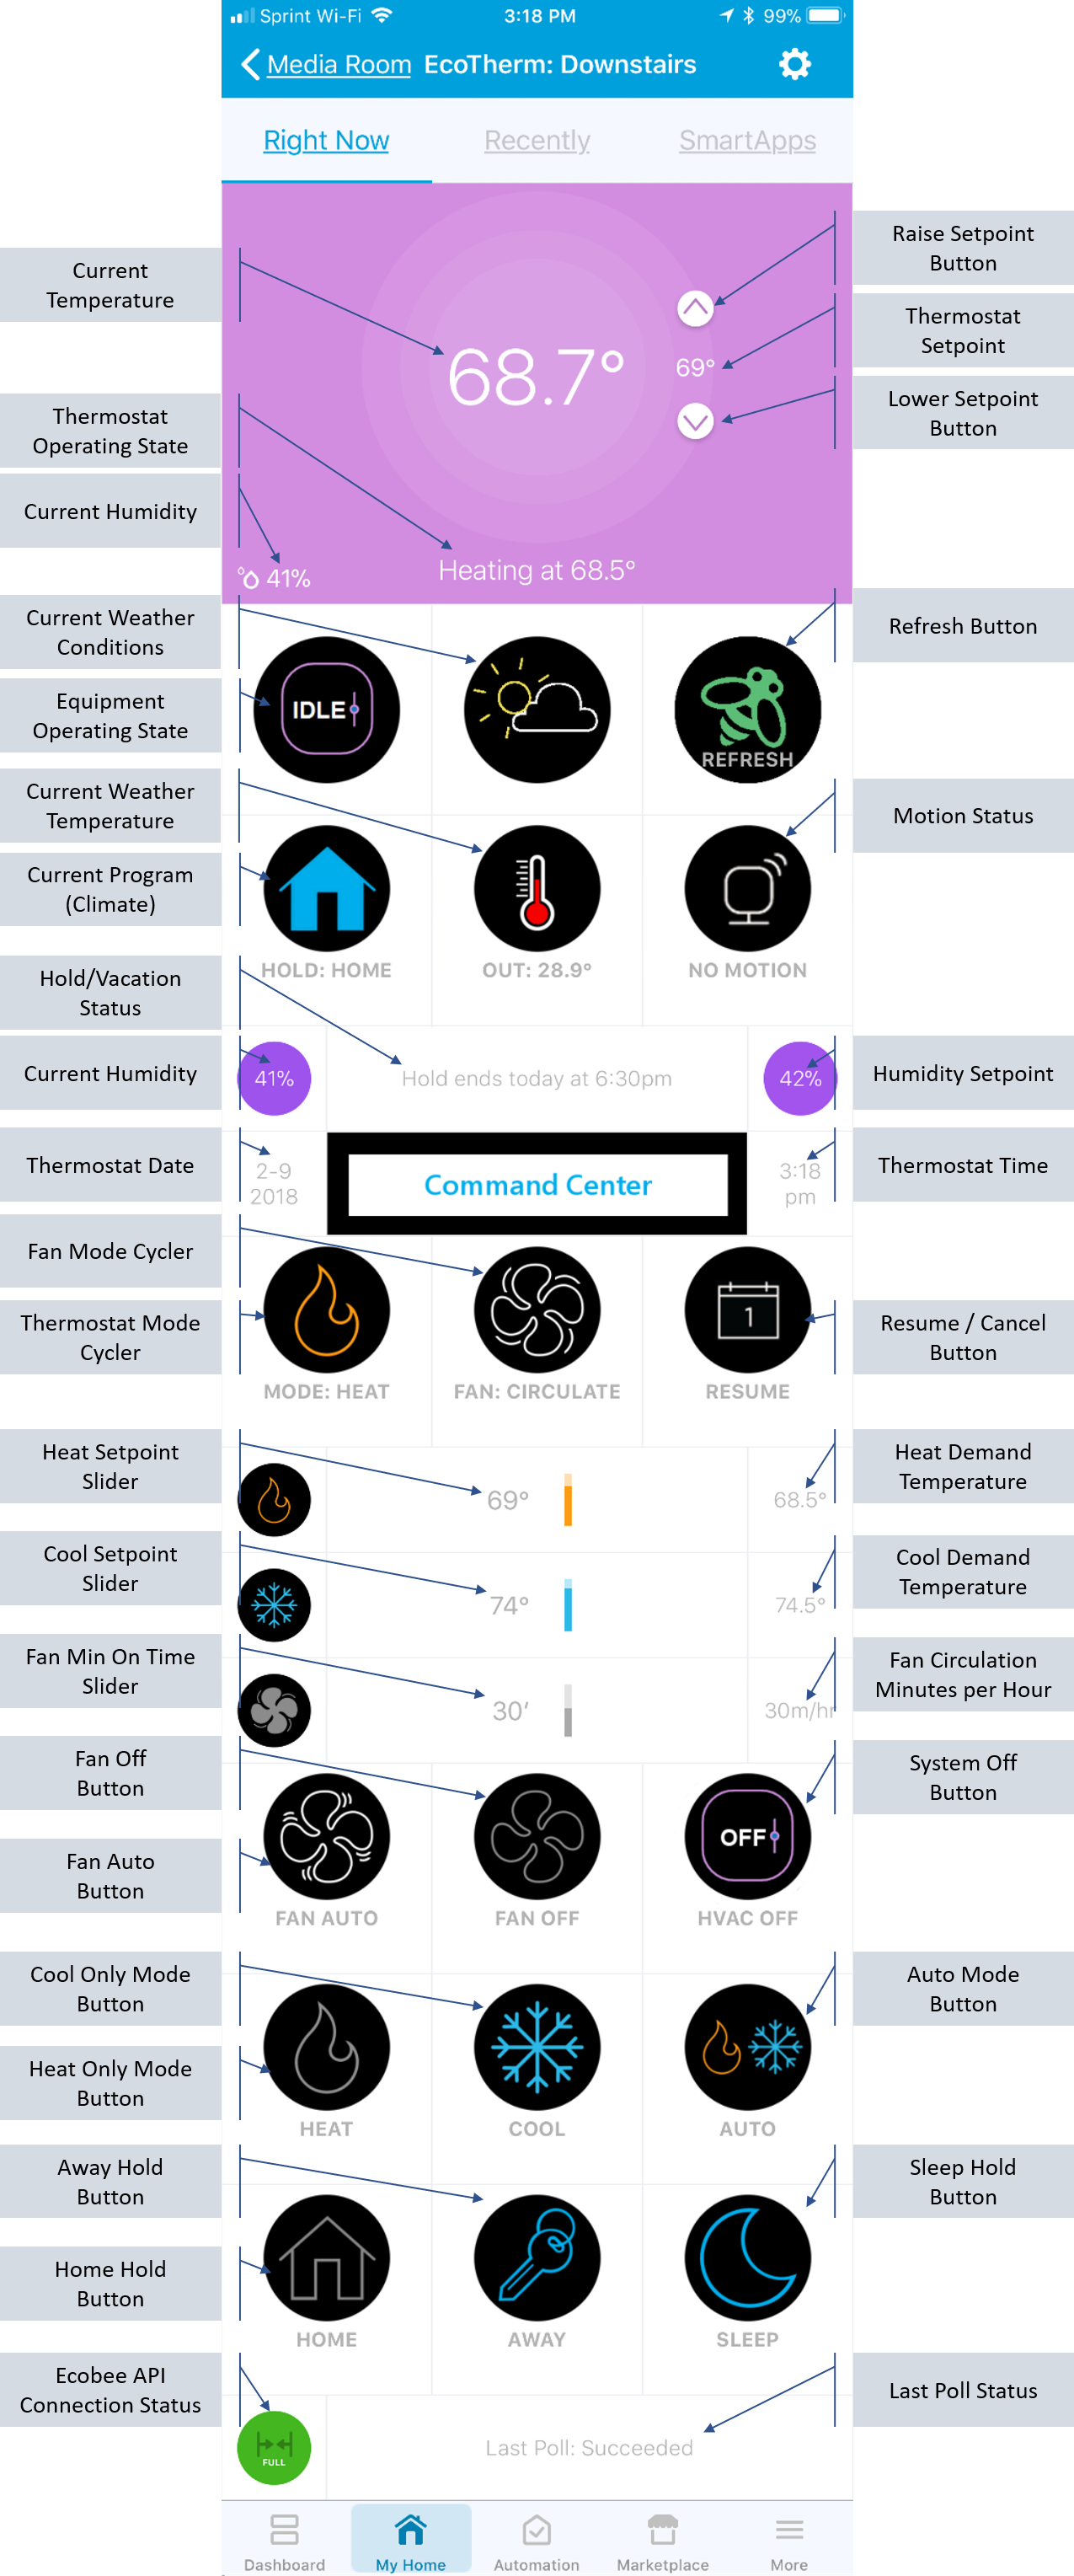 Sprint Wi-Fi 3:18 PM 99%
Media Room EcoTherm: Downstairs
Right Now Recently SmartApps
Raise Setpoint
Button
Current
Temperature
Thermostat
Setpoint
68.7°
69°
Lower Setpoint
Button
Thermostat
Operating State
Current Humidity
Heating at 68.5°
41%
Current Weather
Conditions
Refresh Button
Equipment
Operating State
IDLE
REFRESH
Current Weather
Temperature
Motion Status
Current Program
(Climate)
HOLD: HOME OUT: 28.9° NO MOTION
Hold/Vacation
Status
Current Humidity
41% Hold ends today at 6:30pm 42%
Humidity Setpoint
Thermostat Date
2-9
2018
Command Center
3:18
pm
Thermostat Time
Fan Mode Cycler
Thermostat Mode
Cycler
1
Resume / Cancel
Button
MODE: HEAT FAN: CIRCULATE RESUME
Heat Setpoint
Slider
69° 68.5°
Heat Demand
Temperature
Cool Setpoint
Slider
74° 74.5°
Cool Demand
Temperature
Fan Min On Time
Slider
30' 30m/hr
Fan Circulation
Minutes per Hour
Fan Off
Button
System Off
Button
OFF
Fan Auto
Button
FAN AUTO FAN OFF HVAC OFF
Cool Only Mode
Button
Auto Mode
Button
Heat Only Mode
Button
HEAT COOL AUTO
Away Hold
Button
Sleep Hold
Button
Home Hold
Button
HOME AWAY SLEEP
Ecobee API
Connection Status
Last Poll Status
FULL
Last Poll: Succeeded
Dashboard My Home Automation Marketplace More